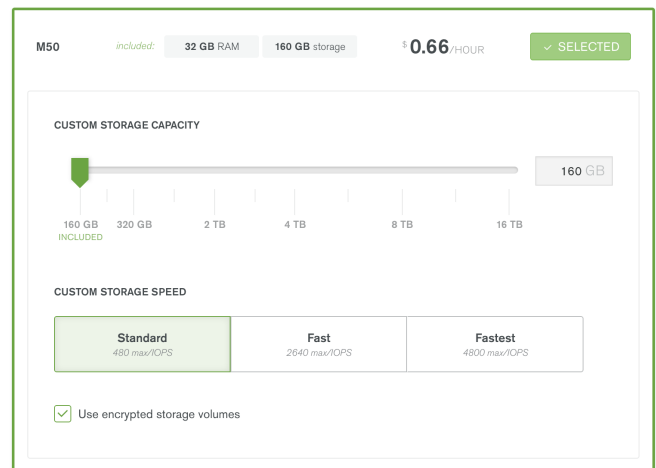 M50 included: 32 GB RAM 160 GB storage $ 0.66/HOUR ✓ SELECTED
CUSTOM STORAGE CAPACITY
160 GB
160 GB 320 GB 2 TB 4 TB 8 TB 16 TB
INCLUDED
CUSTOM STORAGE SPEED
Standard Fast Fastest
480 max/IOPS 2640 max/IOPS 4800 max/IOPS
Use encrypted storage volumes